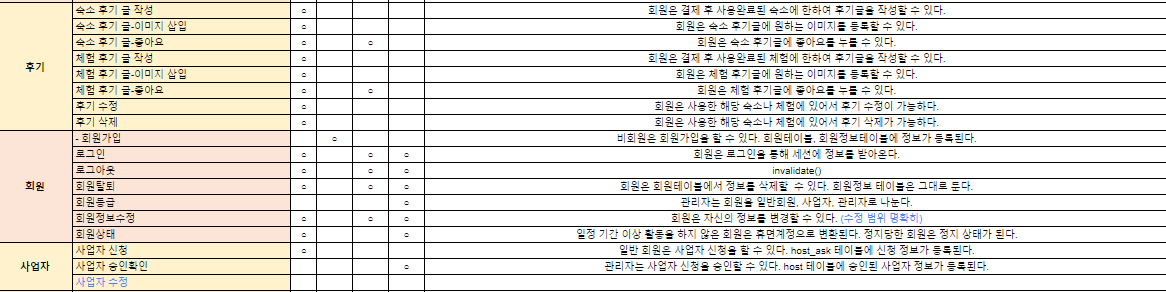 후기
숙소 후기 글 작성 ○ 회원은 결제 후 사용완료된 숙소에 한하여 후기글을 작성할 수 있다.
숙소 후기 글-이미지 삽입 ○ 회원은 숙소 후기글에 원하는 이미지를 등록할 수 있다.
숙소 후기 글-좋아요 ○ ○ 회원은 숙소 후기글에 좋아요를 누를 수 있다.
체험 후기 글 작성 ○ 회원은 결제 후 사용완료된 체험에 한하여 후기글을 작성할 수 있다.
체험 후기 글-이미지 삽입 ○ 회원은 체험 후기글에 원하는 이미지를 등록할 수 있다.
체험 후기 글-좋아요 ○ ○ 회원은 체험 후기글에 좋아요를 누를 수 있다.
후기 수정 ○ 회원은 사용한 해당 숙소나 체험에 있어서 후기 수정이 가능하다.
후기 삭제 ○ 회원은 사용한 해당 숙소나 체험에 있어서 후기 삭제가 가능하다.
회원
- 회원가입 ○ 비회원은 회원가입을 할 수 있다. 회원테이블, 회원정보테이블에 정보가 등록된다.
로그인 ○ ○ ○ 회원은 로그인을 통해 세션에 정보를 받아온다.
로그아웃 ○ ○ ○ invalidate()
회원탈퇴 ○ ○ ○ 회원은 회원테이블에서 정보를 삭제할 수 있다. 회원정보 테이블은 그대로 둔다.
회원등급 ○ 관리자는 회원을 일반회원, 사업자, 관리자로 나눈다.
회원정보수정 ○ ○ ○ 회원은 자신의 정보를 변경할 수 있다. (수정 범위 명확히)
회원상태 ○ ○ 일정 기간 이상 활동을 하지 않은 회원은 휴면계정으로 변환된다. 정지당한 회원은 정지 상태가 된다.
사업자
사업자 신청 ○ 일반 회원은 사업자 신청을 할 수 있다. host_ask 테이블에 신청 정보가 등록된다.
사업자 승인확인 ○ 관리자는 사업자 신청을 승인할 수 있다. host 테이블에 승인된 사업자 정보가 등록된다.
사업자 수정